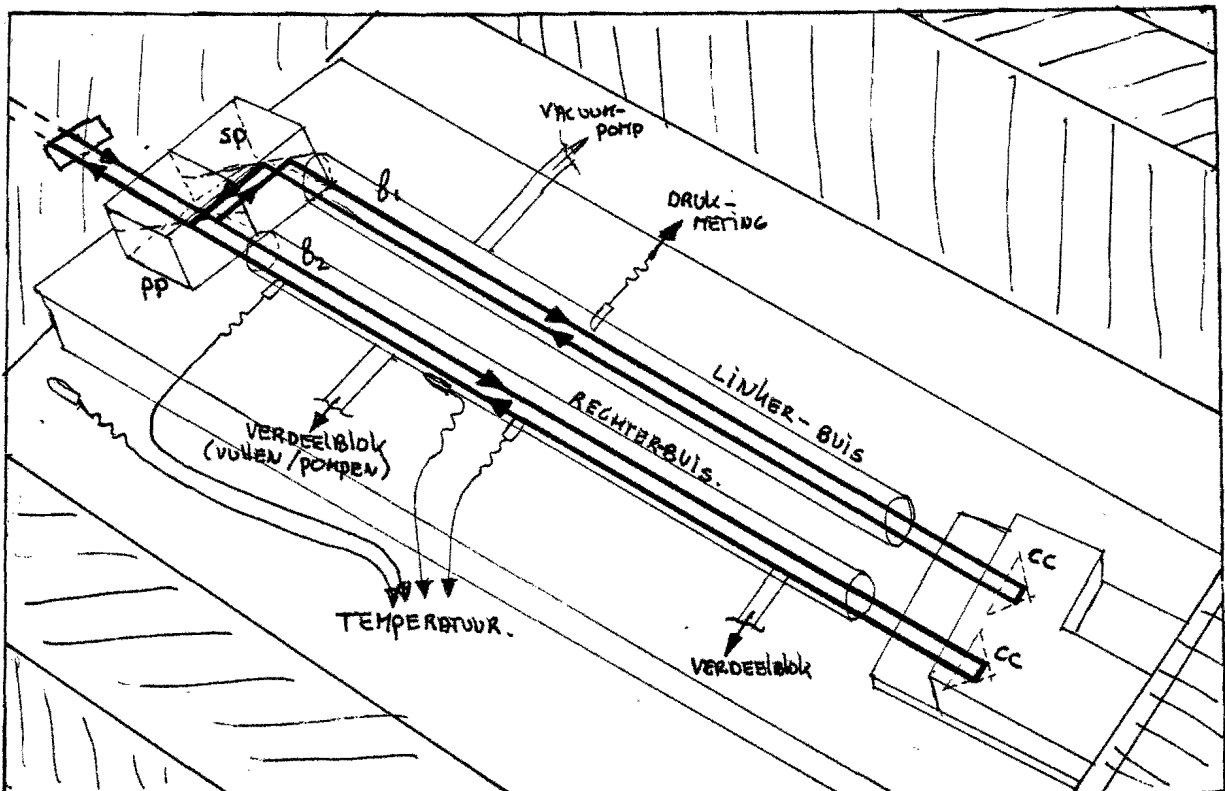 VACUUM-
POMP
SP
b₁
DRUK-
METING
b₂
PP
LINKER-BUIS
RECHTERBUIS.
VERDEELBLOK
(VULLEN/POMPEN)
CC
TEMPERATUUR.
CC
VERDEELBLOK